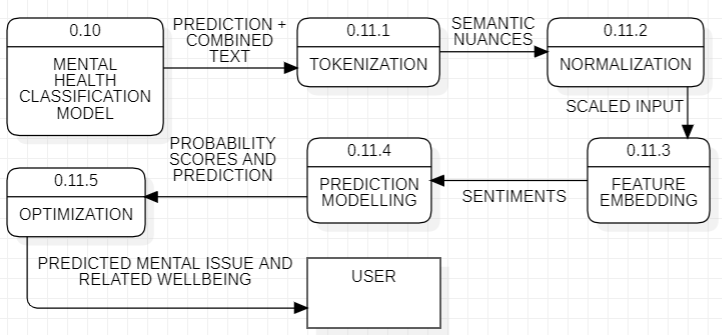 0.10
MENTAL
HEALTH
CLASSIFICATION
MODEL
PREDICTION +
COMBINED
TEXT
0.11.1
TOKENIZATION
SEMANTIC
NUANCES
0.11.2
NORMALIZATION
SCALED INPUT
0.11.3
FEATURE
EMBEDDING
SENTIMENTS
0.11.4
PREDICTION
MODELLING
PROBABILITY
SCORES AND
PREDICTION
0.11.5
OPTIMIZATION
PREDICTED MENTAL ISSUE AND
RELATED WELLBEING
USER